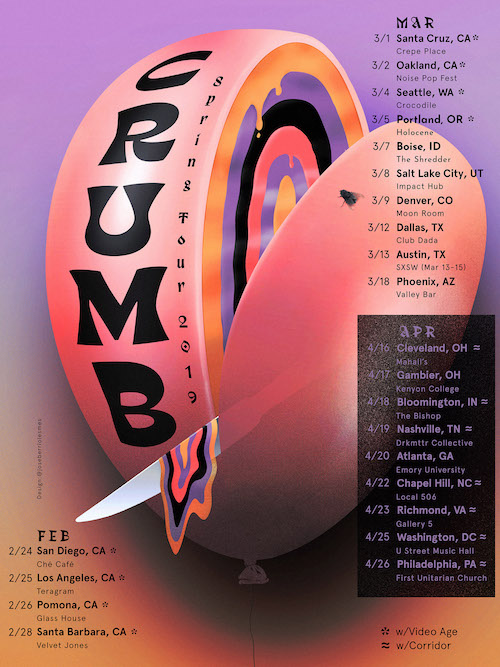 CRUMB
Spring Tour 2019
MAR
3/1 Santa Cruz, CA ✲
Crepe Place
3/2 Oakland, CA ✲
Noise Pop Fest
3/4 Seattle, WA ✲
Crocodile
3/5 Portland, OR ✲
Holocene
3/7 Boise, ID
The Shredder
3/8 Salt Lake City, UT
Impact Hub
3/9 Denver, CO
Moon Room
3/12 Dallas, TX
Club Dada
3/13 Austin, TX
SXSW (Mar 13-15)
3/18 Phoenix, AZ
Valley Bar
APR
4/16 Cleveland, OH ≈
Mahall's
4/17 Gambier, OH
Kenyon College
4/18 Bloomington, IN ≈
The Bishop
4/19 Nashville, TN ≈
Drkmttr Collective
4/20 Atlanta, GA
Emory University
4/22 Chapel Hill, NC ≈
Local 506
4/23 Richmond, VA ≈
Gallery 5
4/25 Washington, DC ≈
U Street Music Hall
4/26 Philadelphia, PA ≈
First Unitarian Church
FEB
2/24 San Diego, CA ✲
Ché Café
2/25 Los Angeles, CA ✲
Teragram
2/26 Pomona, CA ✲
Glass House
2/28 Santa Barbara, CA ✲
Velvet Jones
✲ w/Video Age
≈ w/Corridor